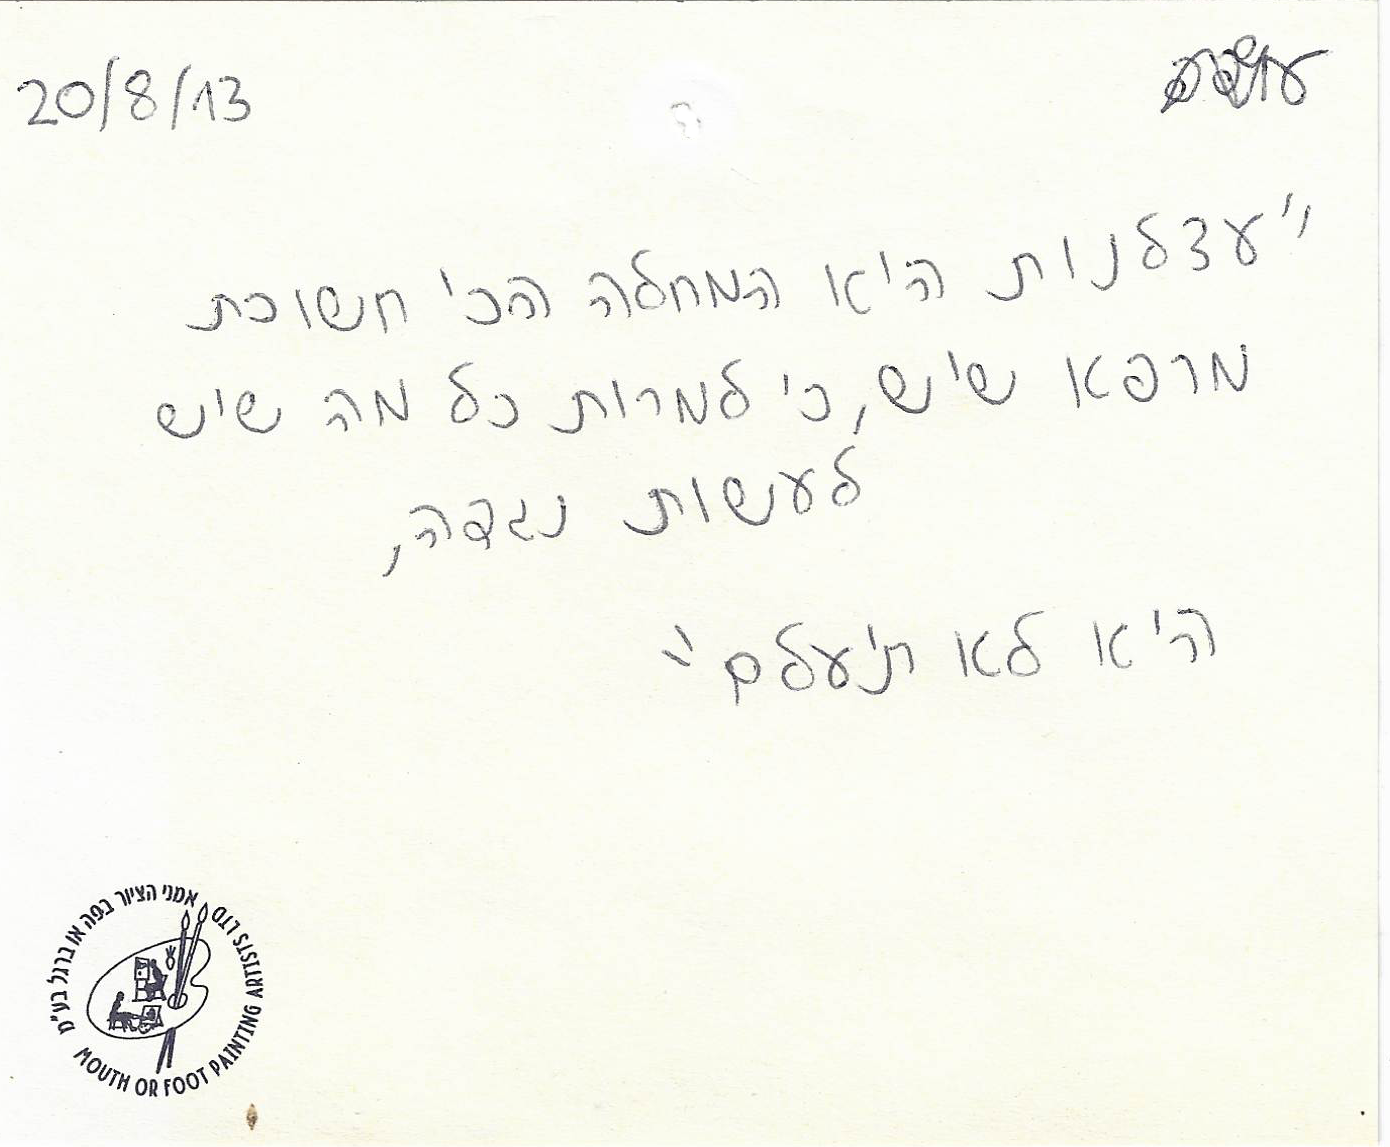 20/8/13
"עצלנות היא המחלה הכי חשוכת
מרפא שיש, כי למרות כל מה שיש
לעשות נגדה,
היא לא תיעלם"
אמני הציור בפה או ברגל בע"מ
MOUTH OR FOOT PAINTING ARTISTS LTD